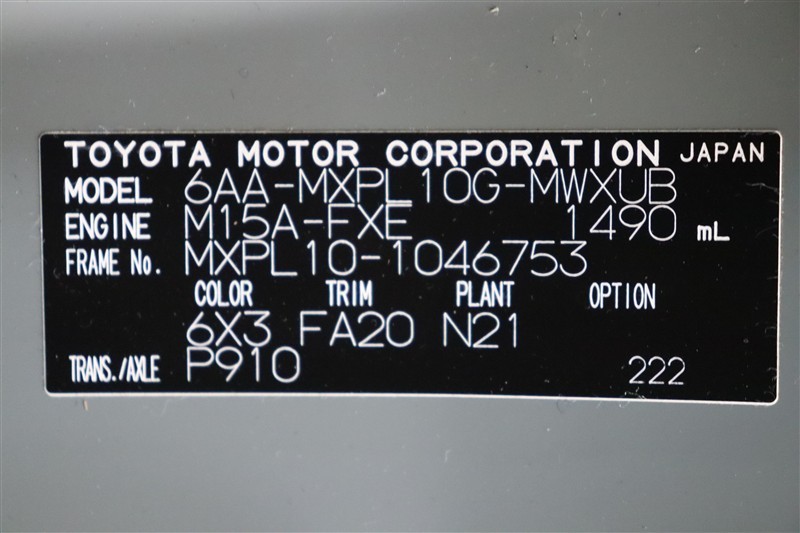 TOYOTA MOTOR CORPORATION JAPAN
MODEL 6AA-MXPL10G-MWXUB
ENGINE M15A-FXE 1490 mL
FRAME No. MXPL10-1046753
COLOR TRIM PLANT OPTION
6X3 FA20 N21
TRANS./AXLE P910 222